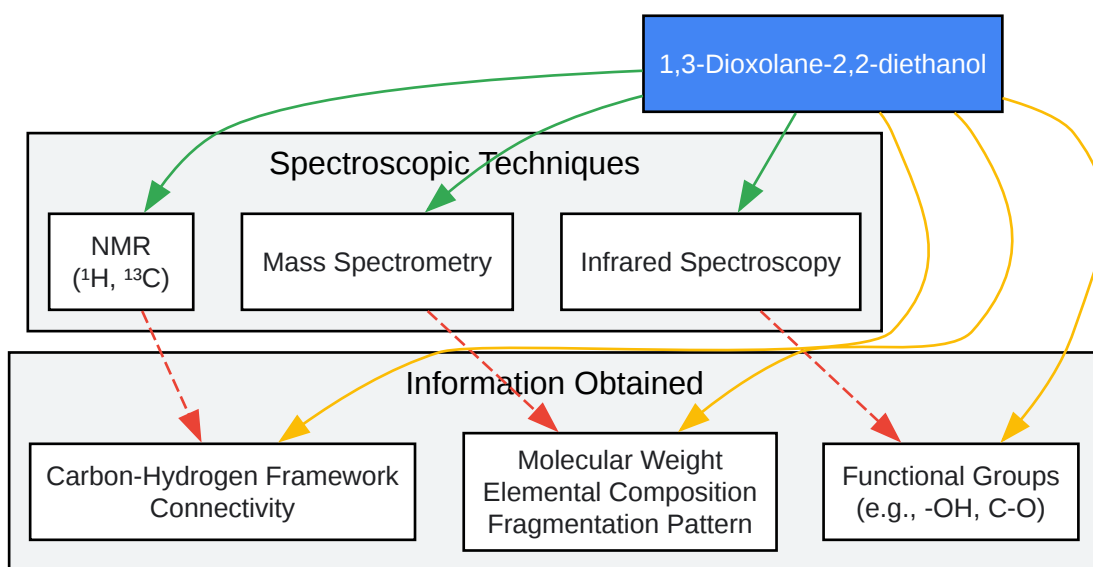 1,3-Dioxolane-2,2-diethanol
Spectroscopic Techniques
NMR
(¹H, ¹³C)
Mass Spectrometry
Infrared Spectroscopy
Information Obtained
Carbon-Hydrogen Framework
Connectivity
Molecular Weight
Elemental Composition
Fragmentation Pattern
Functional Groups
(e.g., -OH, C-O)